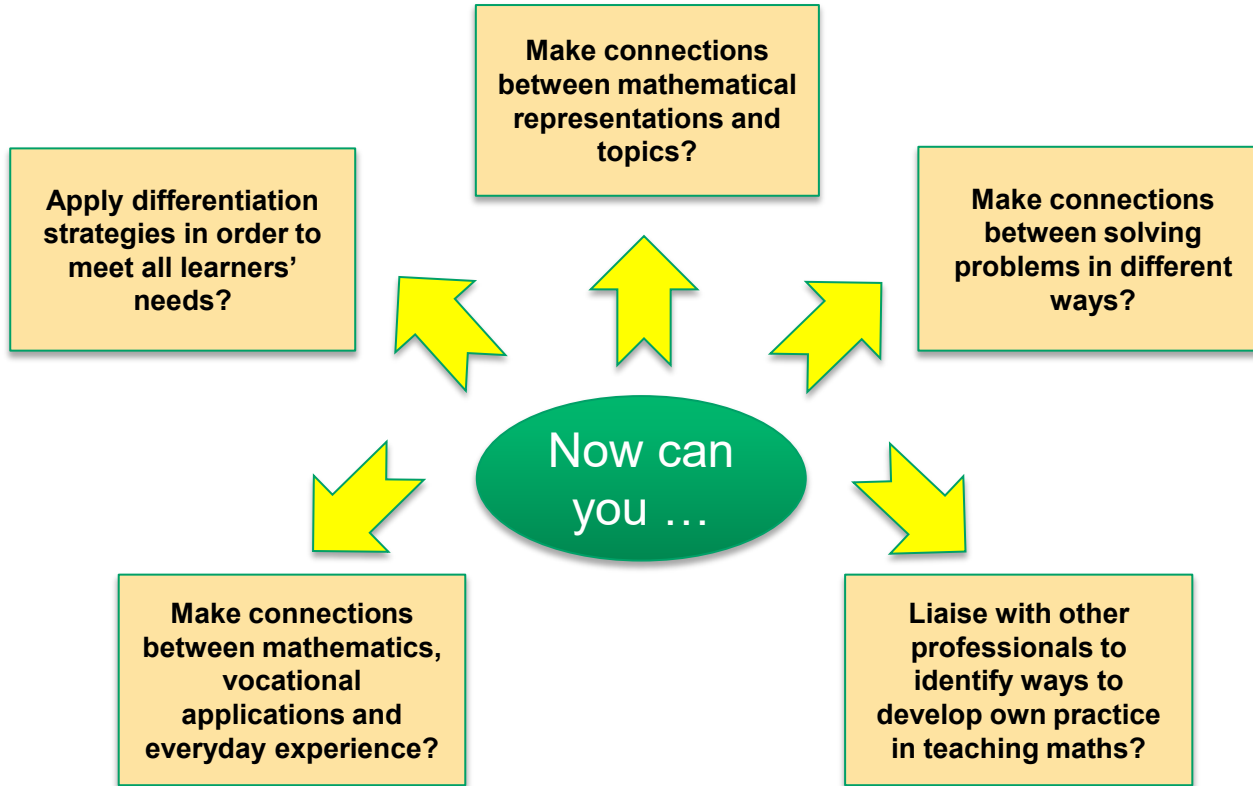 Make connections
between mathematical
representations and
topics?
Apply differentiation
strategies in order to
meet all learners’
needs?
Make connections
between solving
problems in different
ways?
Now can
you …
Make connections
between mathematics,
vocational
applications and
everyday experience?
Liaise with other
professionals to
identify ways to
develop own practice
in teaching maths?